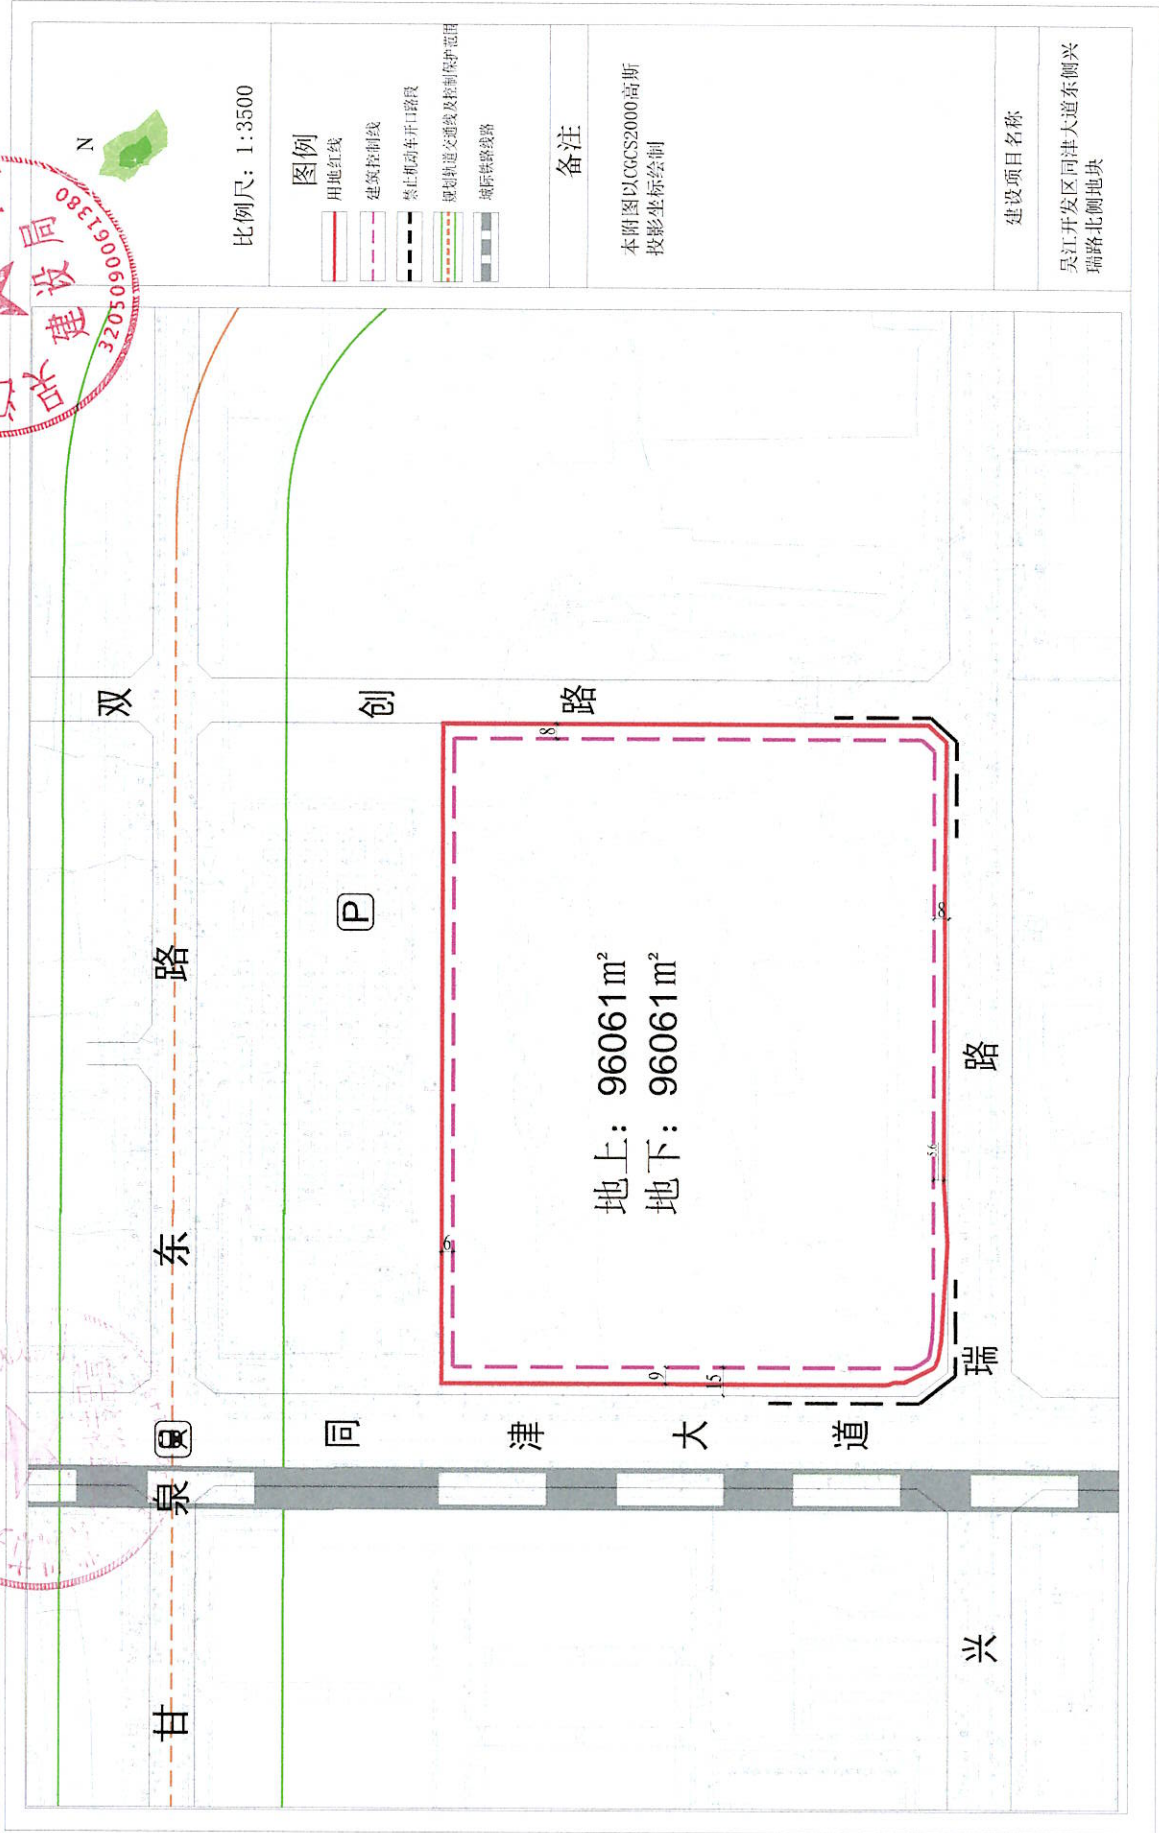 N
比例尺：1:3500
图例
用地红线
建筑控制线
禁止机动车开口路段
规划轨道交通线及控制保护范围
城际铁路线路
备注
本附图以CGCS2000高斯
投影坐标绘制
建设项目名称
吴江开发区同津大道东侧兴
瑞路北侧地块
建设局
3205090061380
甘泉东路
双创路
同津大道
兴瑞路
P
地上：96061m²
地下：96061m²
6
8
8
5.6
9
15